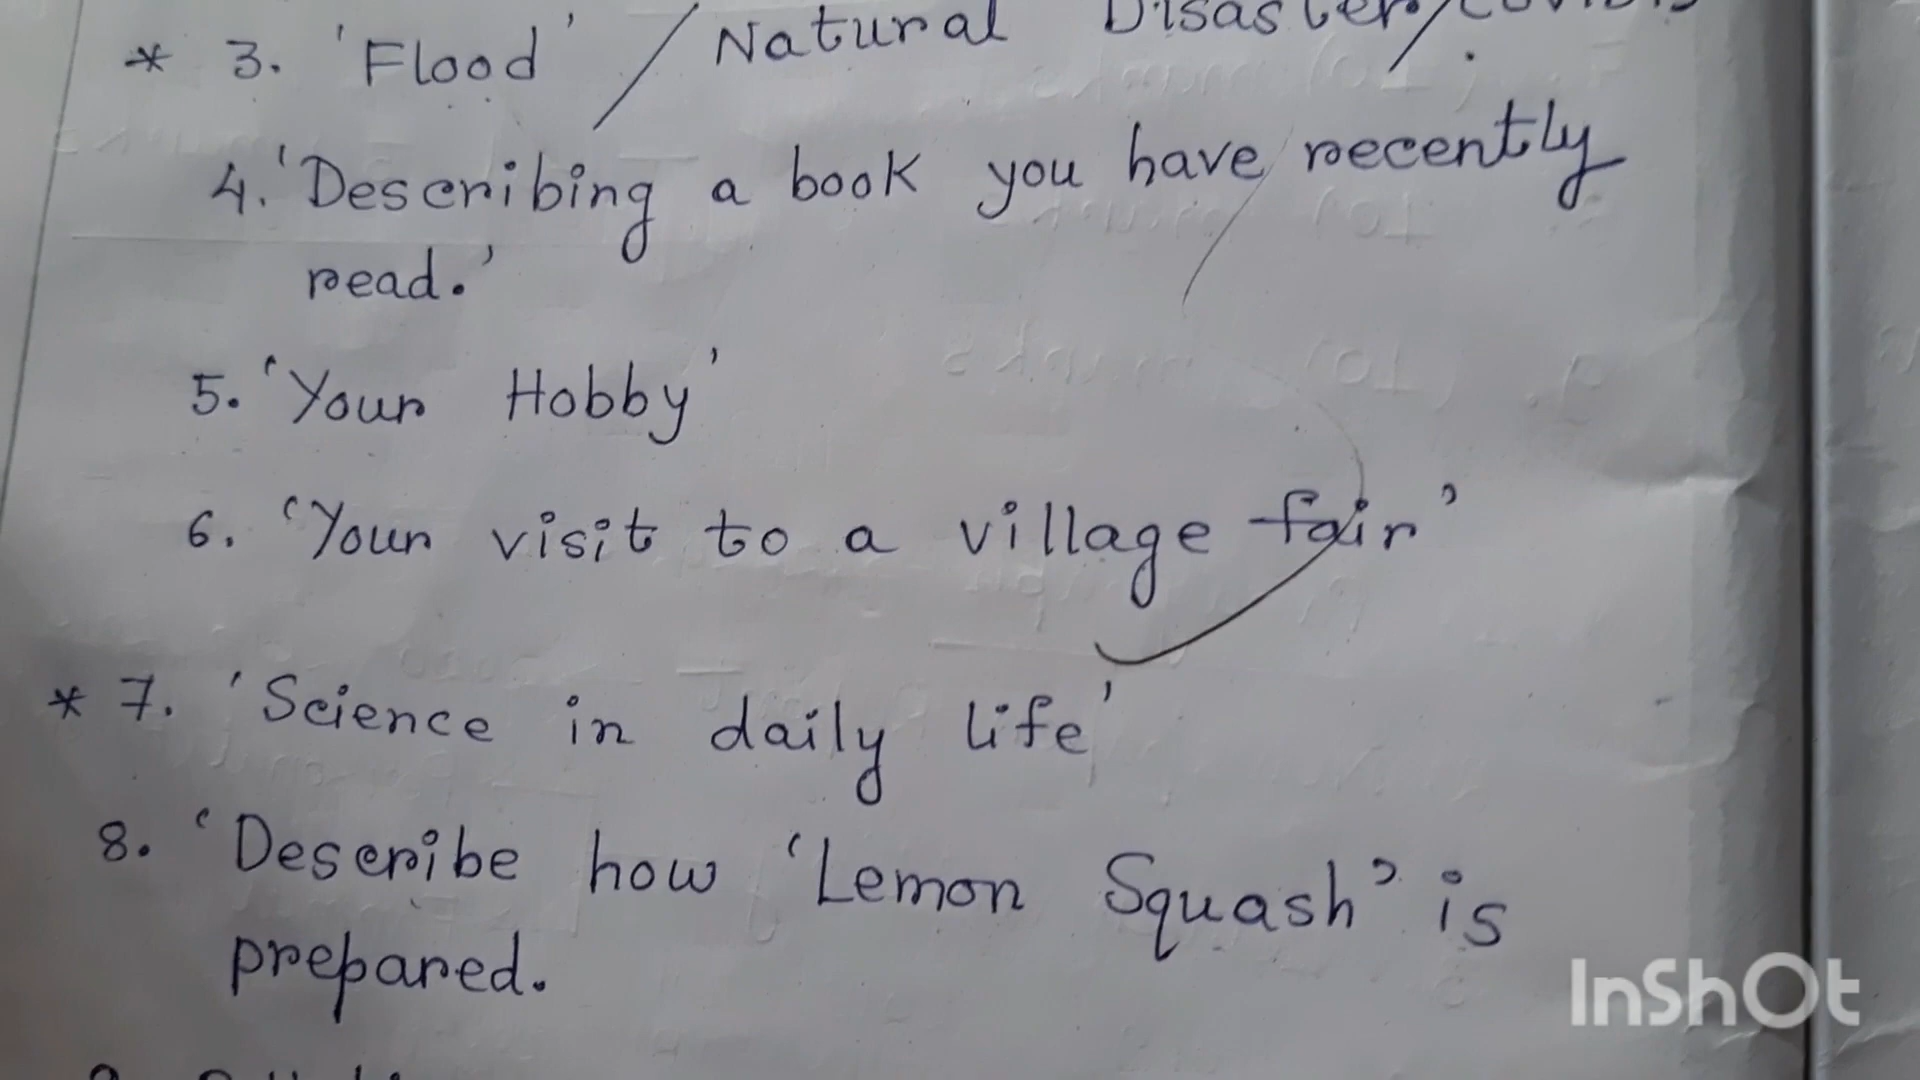 * 3. 'Flood' / Natural Disaster /
4. 'Describing a book you have recently
read.'
5. 'Your Hobby'
6. 'Your visit to a village fair'
* 7. 'Science in daily life'
8. 'Describe how 'Lemon Squash' is
prepared.
InShOt